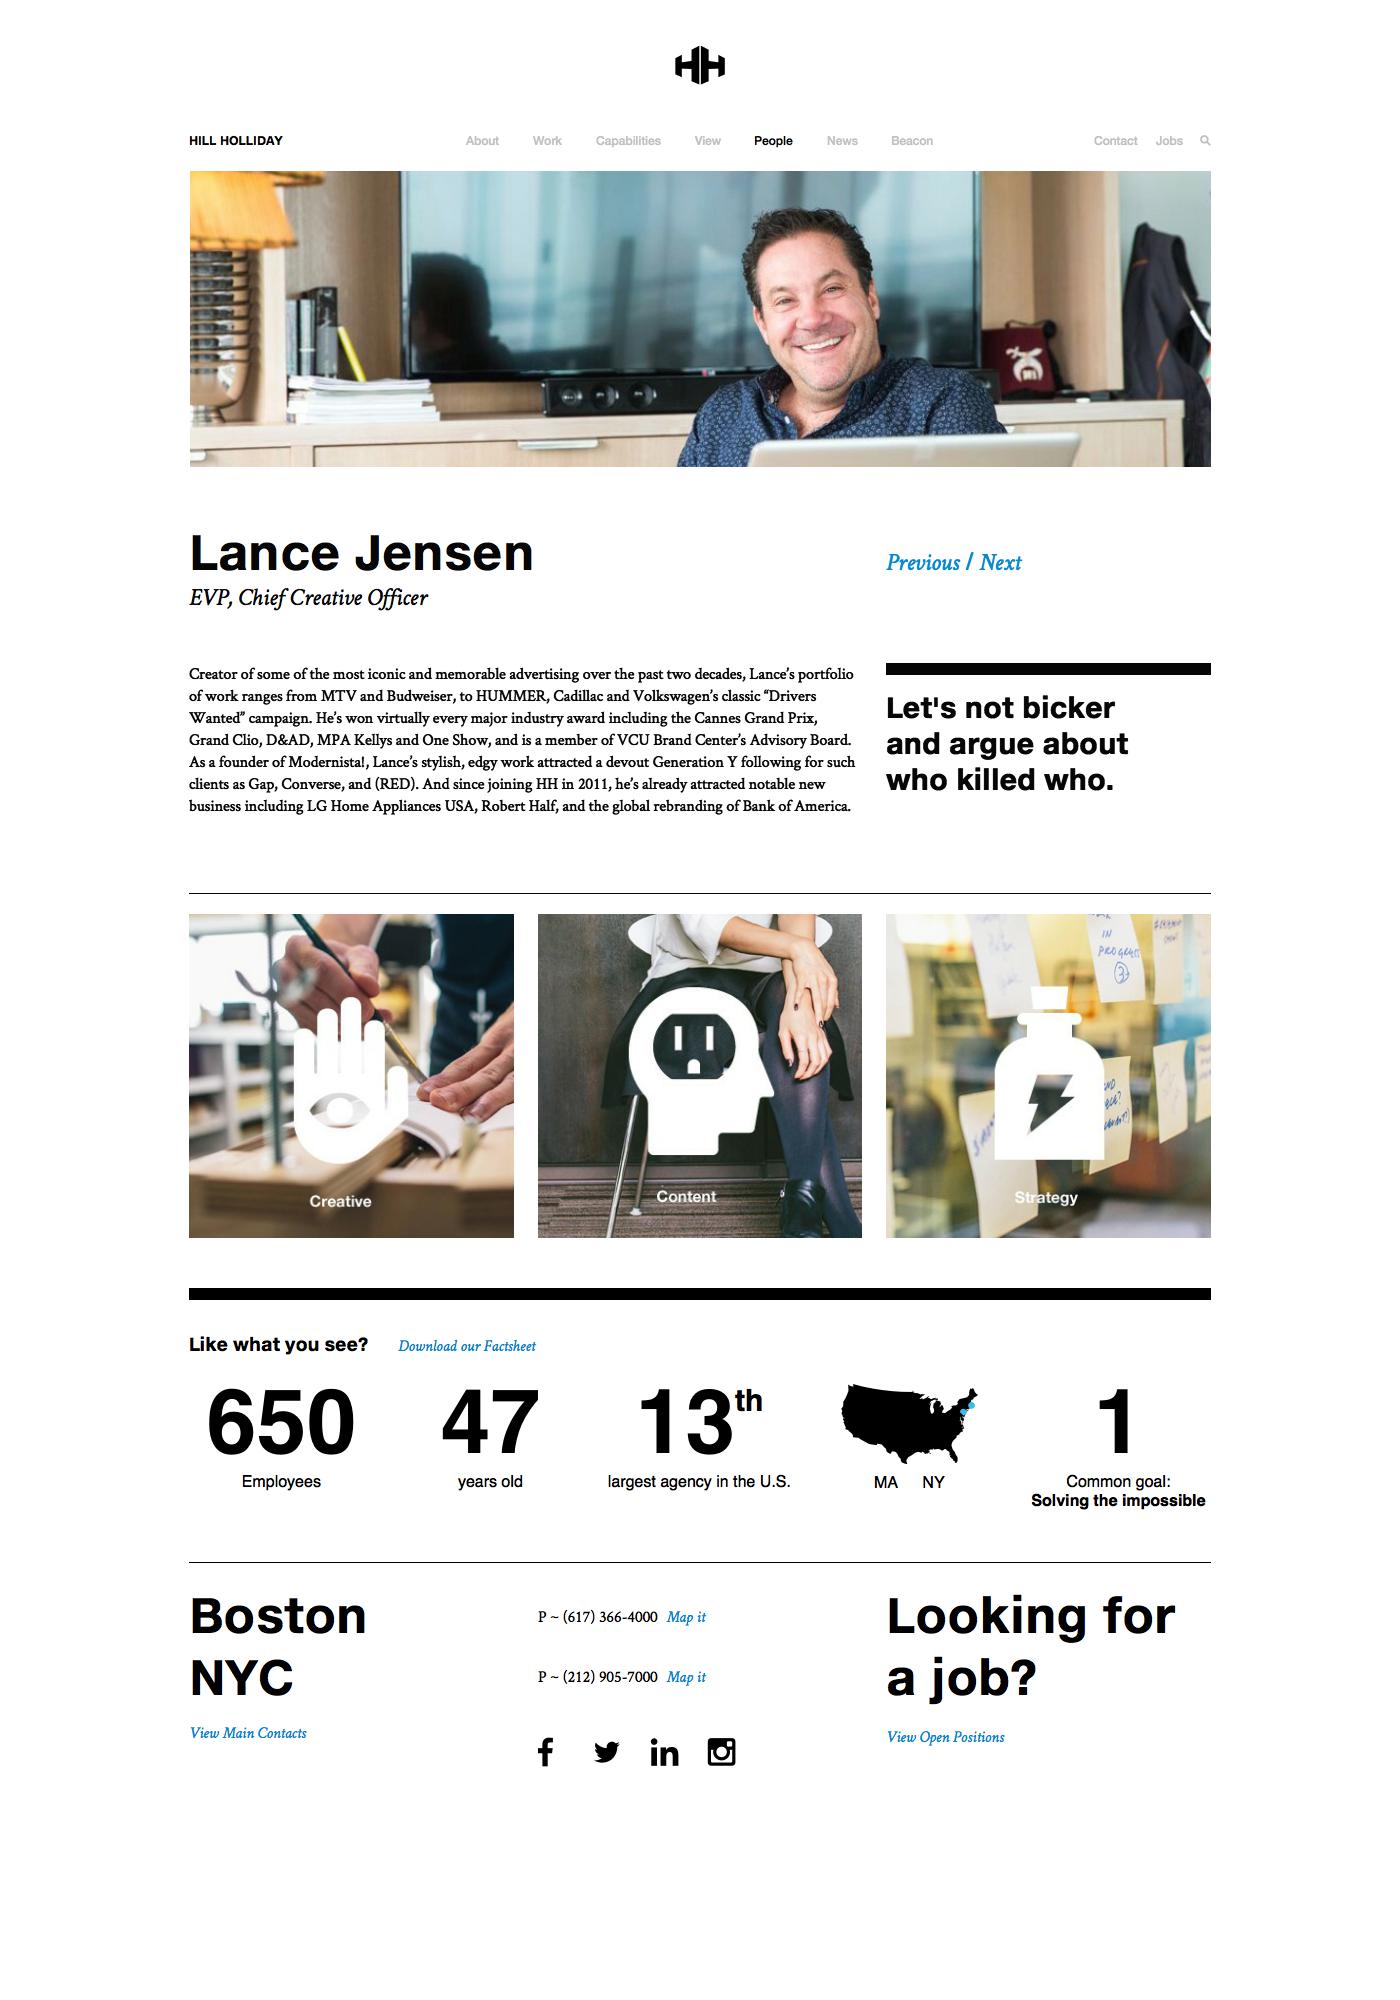 HH
HILL HOLLIDAY
About Work Capabilities View People News Beacon
Contact Jobs
Lance Jensen
Previous / Next
EVP, Chief Creative Officer
Creator of some of the most iconic and memorable advertising over the past two decades, Lance’s portfolio
of work ranges from MTV and Budweiser, to HUMMER, Cadillac and Volkswagen’s classic “Drivers
Wanted” campaign. He’s won virtually every major industry award including the Cannes Grand Prix,
Grand Clio, D&AD, MPA Kellys and One Show, and is a member of VCU Brand Center’s Advisory Board.
As a founder of Modernista!, Lance’s stylish, edgy work attracted a devout Generation Y following for such
clients as Gap, Converse, and (RED). And since joining HH in 2011, he’s already attracted notable new
business including LG Home Appliances USA, Robert Half, and the global rebranding of Bank of America.
Let's not bicker
and argue about
who killed who.
IN
PROGRESS
3
Creative
Content
Strategy
Like what you see?
Download our Factsheet
650
Employees
47
years old
13th
largest agency in the U.S.
MA NY
1
Common goal:
Solving the impossible
Boston
NYC
View Main Contacts
P ~ (617) 366-4000 Map it
P ~ (212) 905-7000 Map it
Looking for
a job?
View Open Positions